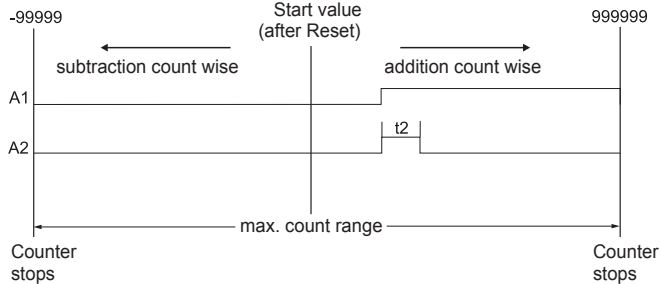 -99999
Start value
(after Reset)
999999
subtraction count wise
addition count wise
A1
t2
A2
max. count range
Counter
stops
Counter
stops